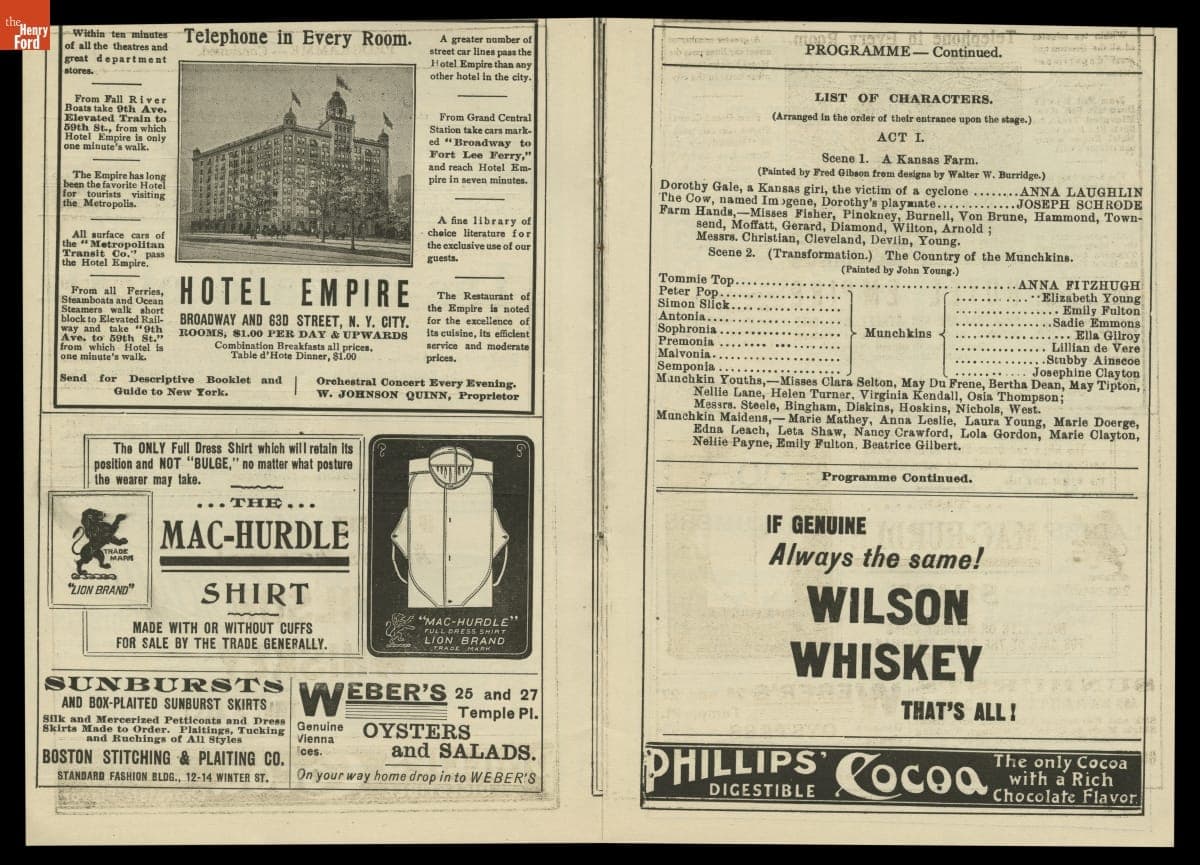 the
Henry
Ford
Within ten minutes
of all the theatres and
great department
stores.
From Fall River
Boats take 9th Ave.
Elevated Train to
59th St., from which
Hotel Empire is only
one minute's walk.
The Empire has long
been the favorite Hotel
for tourists visiting
the Metropolis.
All surface cars of
the "Metropolitan
Transit Co." pass
the Hotel Empire.
From all Ferries,
Steamboats and Ocean
Steamers walk short
block to Elevated Rail-
way and take "9th
Ave. to 59th St."
from which Hotel is
one minute's walk.
Telephone in Every Room.
HOTEL EMPIRE
BROADWAY AND 63D STREET, N. Y. CITY.
ROOMS, $1.00 PER DAY & UPWARDS
Combination Breakfasts all prices.
Table d'Hote Dinner, $1.00
A greater number of
street car lines pass the
Hotel Empire than any
other hotel in the city.
From Grand Central
Station take cars mark-
ed "Broadway to
Fort Lee Ferry,"
and reach Hotel Em-
pire in seven minutes.
A fine library of
choice literature for
the exclusive use of our
guests.
The Restaurant of
the Empire is noted
for the excellence of
its cuisine, its efficient
service and moderate
prices.
Send for Descriptive Booklet and
Guide to New York.
Orchestral Concert Every Evening.
W. JOHNSON QUINN, Proprietor
The ONLY Full Dress Shirt which will retain its
position and NOT "BULGE," no matter what posture
the wearer may take.
...THE...
MAC-HURDLE
SHIRT
MADE WITH OR WITHOUT CUFFS
FOR SALE BY THE TRADE GENERALLY.
TRADE
MARK
"LION BRAND"
"MAC-HURDLE"
FULL DRESS SHIRT
LION BRAND
TRADE MARK
SUNBURSTS
AND BOX-PLAITED SUNBURST SKIRTS
Silk and Mercerized Petticoats and Dress
Skirts Made to Order. Plaitings, Tucking
and Ruchings of All Styles
BOSTON STITCHING & PLAITING CO.
STANDARD FASHION BLDG., 12-14 WINTER ST.
WEBER'S 25 and 27
Temple Pl.
Genuine
Vienna
Ices.
OYSTERS
and SALADS.
On your way home drop in to WEBER'S
PROGRAMME—Continued.
LIST OF CHARACTERS.
(Arranged in the order of their entrance upon the stage.)
ACT I.
Scene 1. A Kansas Farm.
(Painted by Fred Gibson from designs by Walter W. Burridge.)
Dorothy Gale, a Kansas girl, the victim of a cyclone ........ANNA LAUGHLIN
The Cow, named Imogene, Dorothy's playmate............JOSEPH SCHRODE
Farm Hands,—Misses Fisher, Pinokney, Burnell, Von Brune, Hammond, Town-
send, Moffatt, Gerard, Diamond, Wilton, Arnold ;
Messrs. Christian, Cleveland, Devlin, Young.
Scene 2. (Transformation.) The Country of the Munchkins.
(Painted by John Young.)
Tommie Top..........ANNA FITZHUGH
Peter Pop..........Elizabeth Young
Simon Slick..........Emily Fulton
Antonia..........Sadie Emmons
Sophronia.......... Munchkins ..........Ella Gilroy
Premonia..........Lillian de Vere
Malvonia..........Stubby Ainscoe
Semponia..........Josephine Clayton
Munchkin Youths,—Misses Clara Selton, May Du Frene, Bertha Dean, May Tipton,
Nellie Lane, Helen Turner, Virginia Kendall, Osia Thompson;
Messrs. Steele, Bingham, Diskins, Hoskins, Nichols, West.
Munchkin Maidens,—Marie Mathey, Anna Leslie, Laura Young, Marie Doerge,
Edna Leach, Leta Shaw, Nancy Crawford, Lola Gordon, Marie Clayton,
Nellie Payne, Emily Fulton, Beatrice Gilbert.
Programme Continued.
IF GENUINE
Always the same!
WILSON
WHISKEY
THAT'S ALL!
PHILLIPS'
DIGESTIBLE
Cocoa
The only Cocoa
with a Rich
Chocolate Flavor.